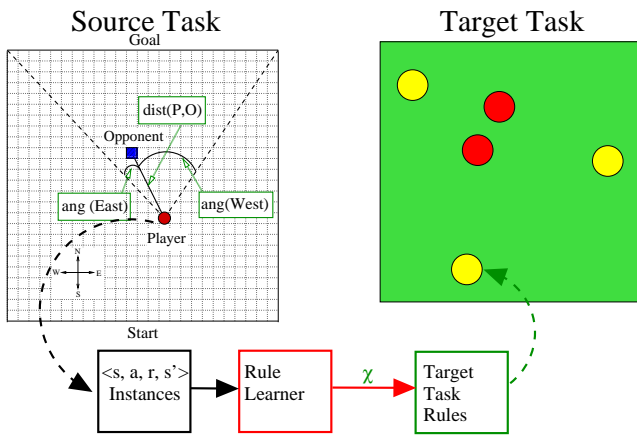 Source Task
Target Task
Goal
dist(P,O)
Opponent
ang (East)
ang(West)
Player
N
W E
S
Start
<s, a, r, s'>
Instances
Rule
Learner
χ
Target
Task
Rules